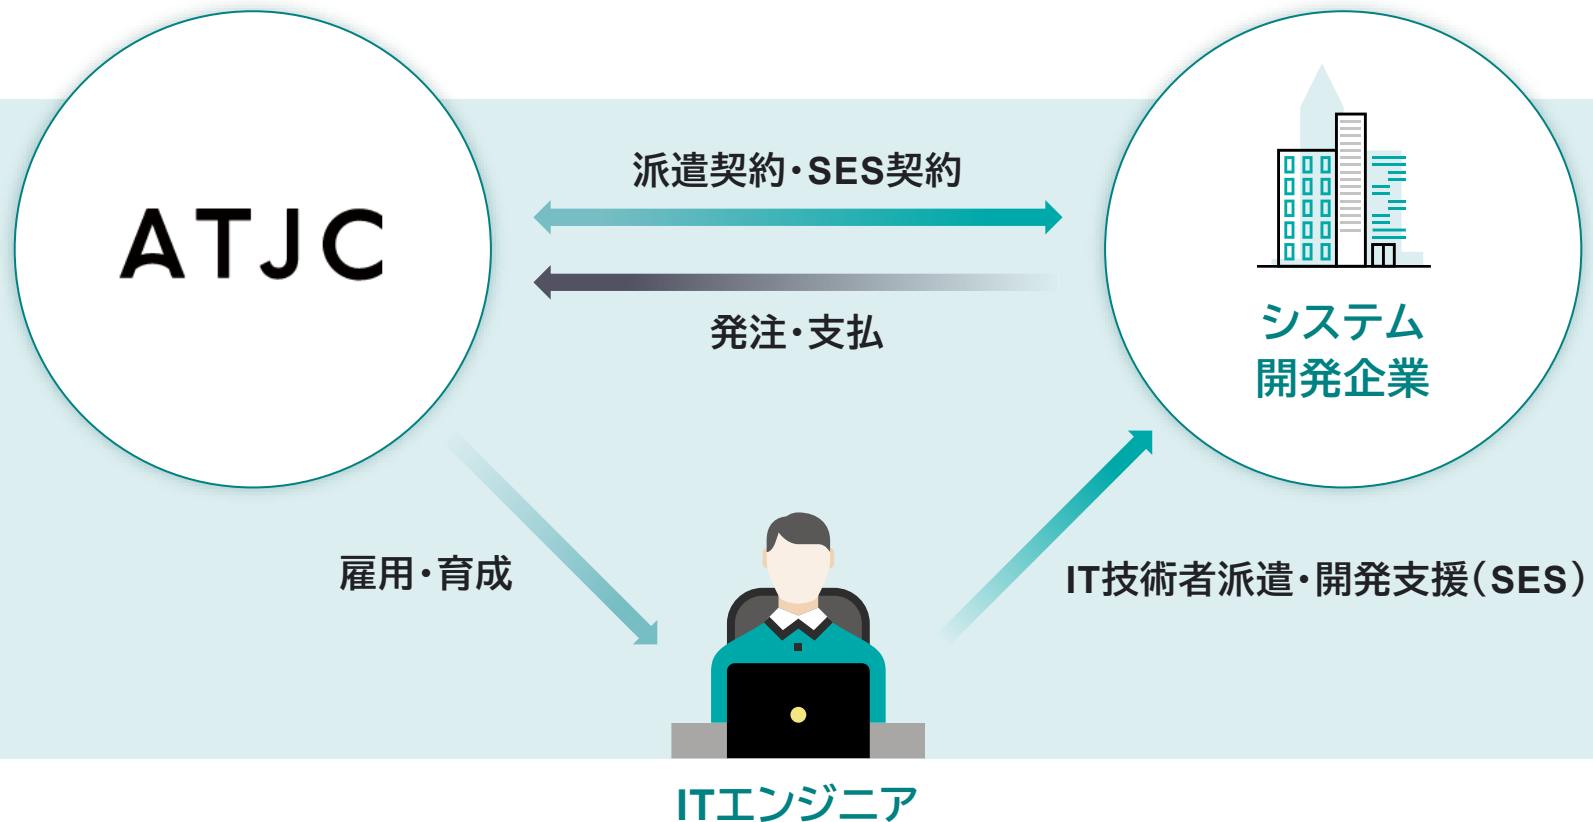 派遣契約・SES契約
ATJC
発注・支払
システム
開発企業
雇用・育成
IT技術者派遣・開発支援（SES）
ITエンジニア